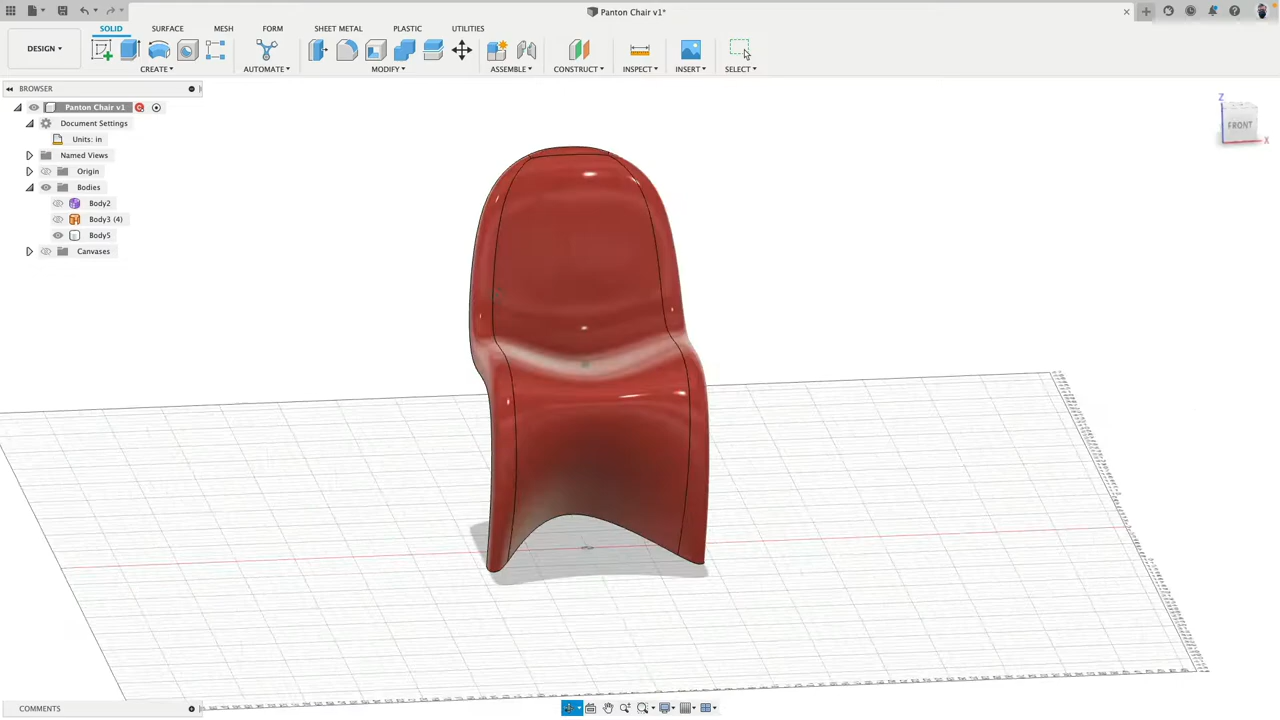 Panton Chair v1*
SOLID
SURFACE
MESH
FORM
SHEET METAL
PLASTIC
UTILITIES
DESIGN
CREATE
AUTOMATE
MODIFY
ASSEMBLE
CONSTRUCT
INSPECT
INSERT
SELECT
BROWSER
Panton Chair v1
Document Settings
Units: in
Named Views
Origin
Bodies
Body2
Body3 (4)
Body5
Canvases
Z
FRONT
X
COMMENTS